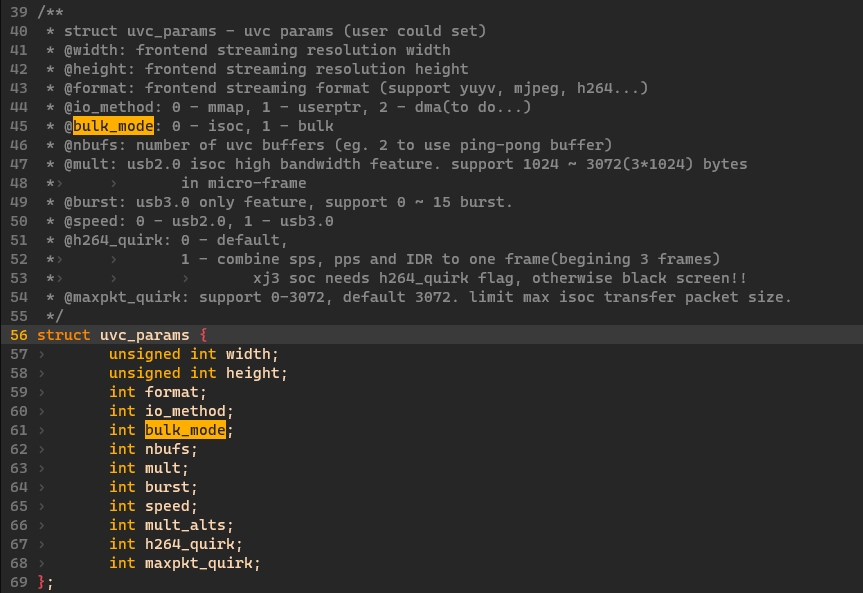 39 /**
40  * struct uvc_params - uvc params (user could set)
41  * @width: frontend streaming resolution width
42  * @height: frontend streaming resolution height
43  * @format: frontend streaming format (support yuyv, mjpeg, h264...)
44  * @io_method: 0 - mmap, 1 - userptr, 2 - dma(to do...)
45  * @bulk_mode: 0 - isoc, 1 - bulk
46  * @nbufs: number of uvc buffers (eg. 2 to use ping-pong buffer)
47  * @mult: usb2.0 isoc high bandwidth feature. support 1024 ~ 3072(3*1024) bytes
48  *›     ›       in micro-frame
49  * @burst: usb3.0 only feature, support 0 ~ 15 burst.
50  * @speed: 0 - usb2.0, 1 - usb3.0
51  * @h264_quirk: 0 - default,
52  *›     ›       1 - combine sps, pps and IDR to one frame(begining 3 frames)
53  *›     ›       ›       xj3 soc needs h264_quirk flag, otherwise black screen!!
54  * @maxpkt_quirk: support 0-3072, default 3072. limit max isoc transfer packet size.
55  */
56 struct uvc_params {
57 ›       unsigned int width;
58 ›       unsigned int height;
59 ›       int format;
60 ›       int io_method;
61 ›       int bulk_mode;
62 ›       int nbufs;
63 ›       int mult;
64 ›       int burst;
65 ›       int speed;
66 ›       int mult_alts;
67 ›       int h264_quirk;
68 ›       int maxpkt_quirk;
69 };